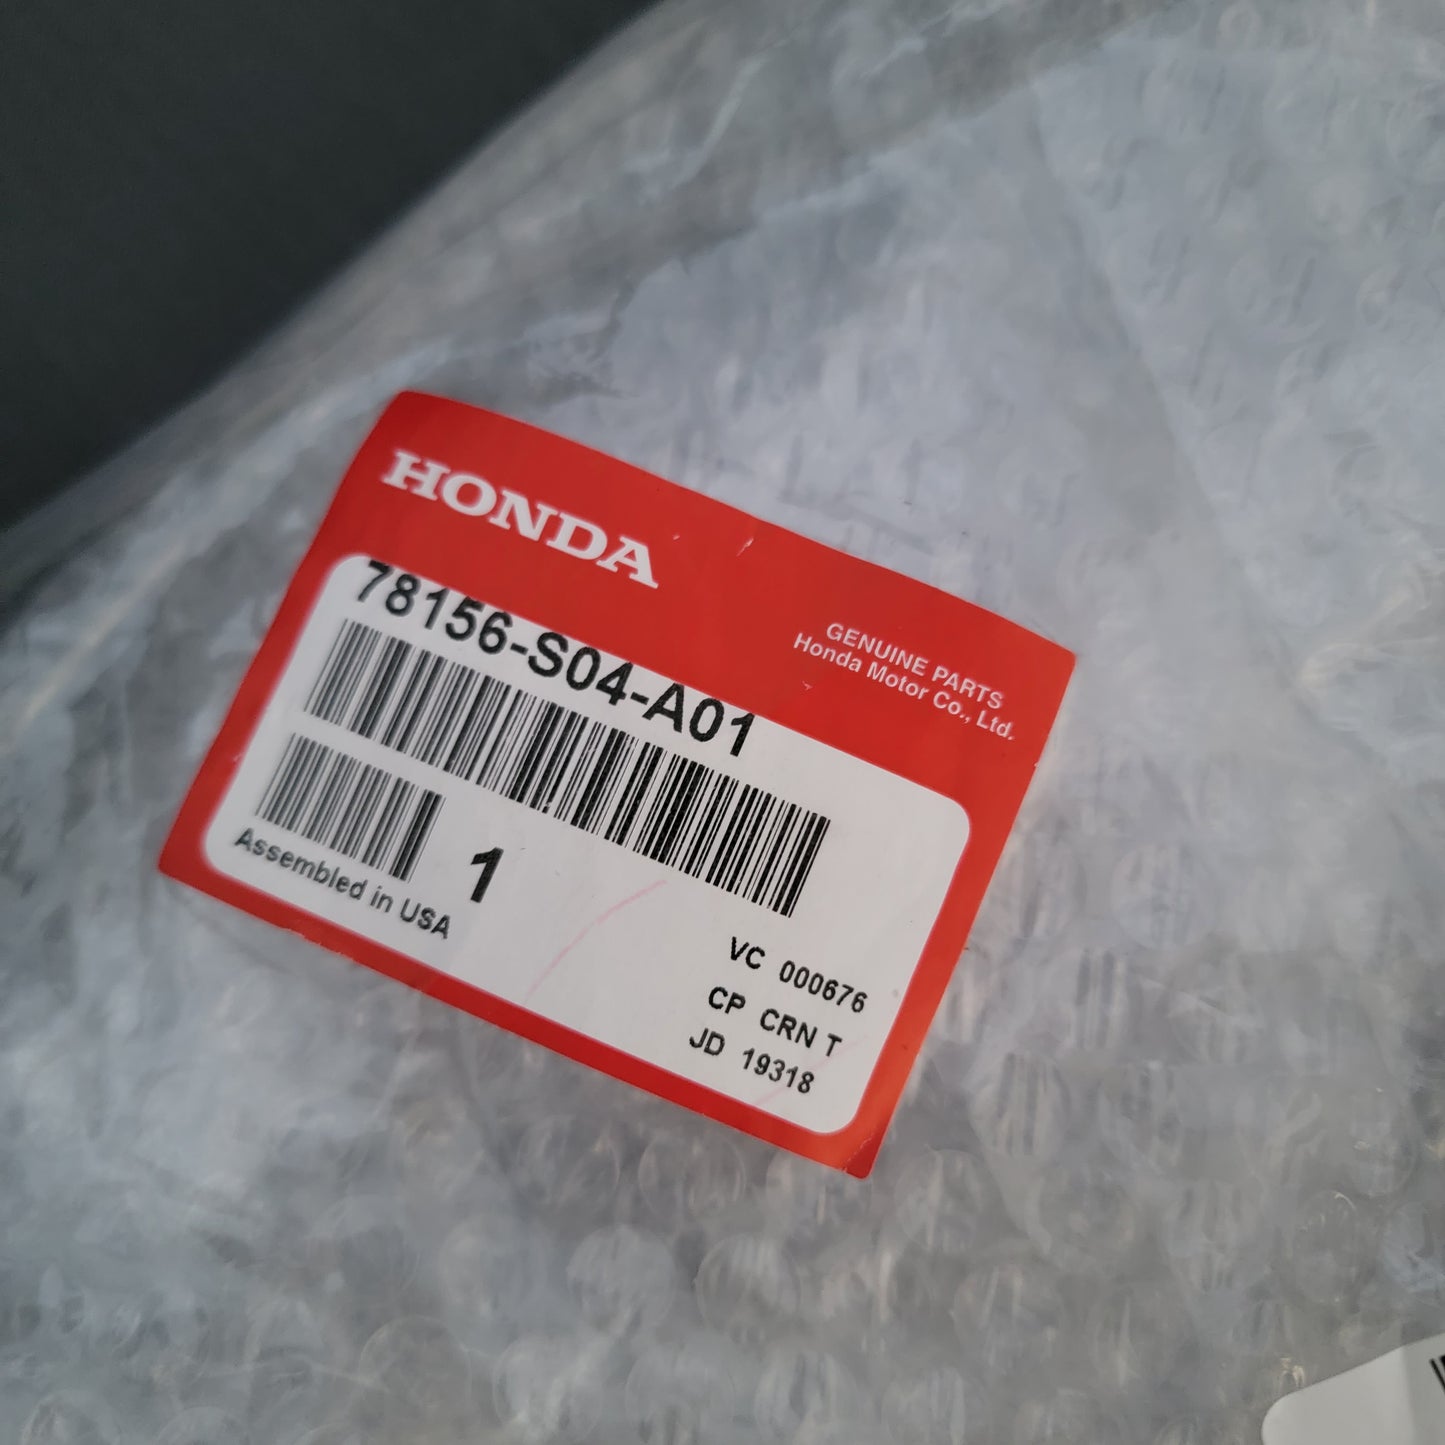 HONDA
GENUINE PARTS
Honda Motor Co., Ltd.
78156-S04-A01
1
Assembled in USA
VC 000676
CP CRN T
JD 19318